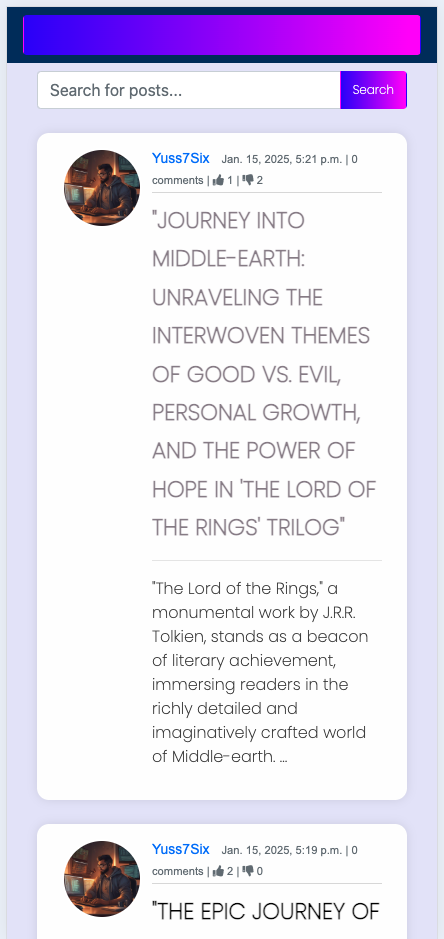 Search for posts...
Search
Yuss7Six Jan. 15, 2025, 5:21 p.m. | 0
comments | 1 | 2
"JOURNEY INTO
MIDDLE-EARTH:
UNRAVELING THE
INTERWOVEN THEMES
OF GOOD VS. EVIL,
PERSONAL GROWTH,
AND THE POWER OF
HOPE IN 'THE LORD OF
THE RINGS' TRILOG"
"The Lord of the Rings," a
monumental work by J.R.R.
Tolkien, stands as a beacon
of literary achievement,
immersing readers in the
richly detailed and
imaginatively crafted world
of Middle-earth. ...
Yuss7Six Jan. 15, 2025, 5:19 p.m. | 0
comments | 2 | 0
"THE EPIC JOURNEY OF